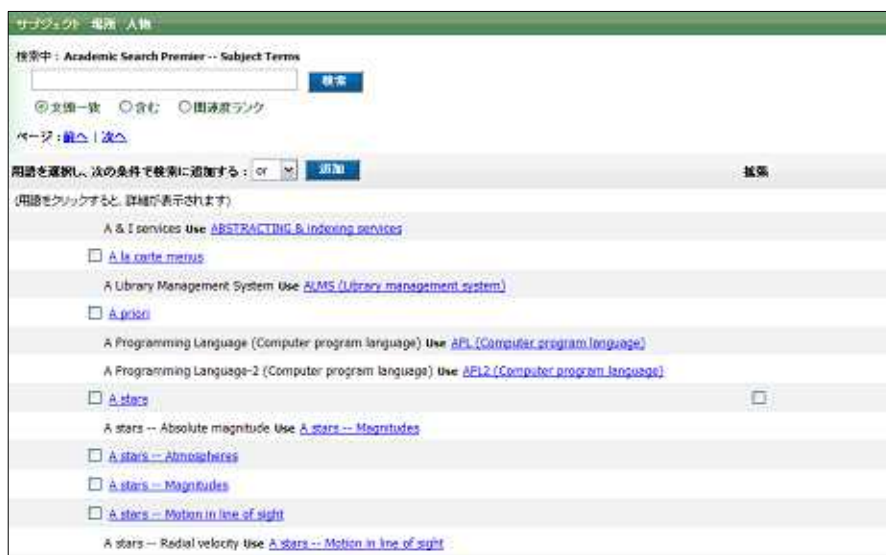 サブジェクト 場所 人物
検索中 : Academic Search Premier -- Subject Terms
検索
文頭一致 含む 関連度ランク
ページ : 前へ | 次へ
用語を選択し、次の条件で検索に追加する : or 追加 拡張
(用語をクリックすると、詳細が表示されます)
A & I services Use ABSTRACTING & indexing services
A la carte menus
A Library Management System Use ALMS (Library management system)
A priori
A Programming Language (Computer program language) Use APL (Computer program language)
A Programming Language-2 (Computer program language) Use APL2 (Computer program language)
A stars
A stars -- Absolute magnitude Use A stars -- Magnitudes
A stars -- Atmospheres
A stars -- Magnitudes
A stars -- Motion in line of sight
A stars -- Radial velocity Use A stars -- Motion in line of sight